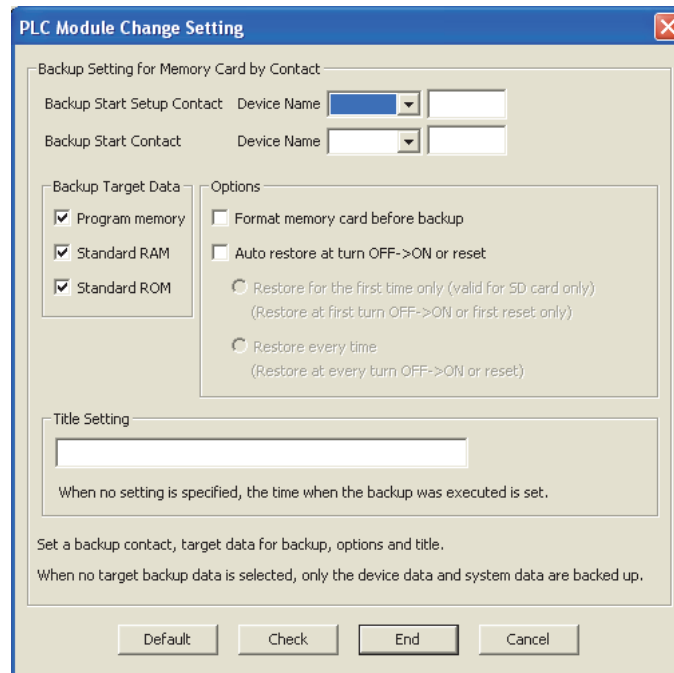 PLC Module Change Setting
Backup Setting for Memory Card by Contact
Backup Start Setup Contact Device Name
Backup Start Contact Device Name
Backup Target Data
Program memory
Standard RAM
Standard ROM
Options
Format memory card before backup
Auto restore at turn OFF->ON or reset
Restore for the first time only (valid for SD card only)
(Restore at first turn OFF->ON or first reset only)
Restore every time
(Restore at every turn OFF->ON or reset)
Title Setting
When no setting is specified, the time when the backup was executed is set.
Set a backup contact, target data for backup, options and title.
When no target backup data is selected, only the device data and system data are backed up.
Default Check End Cancel